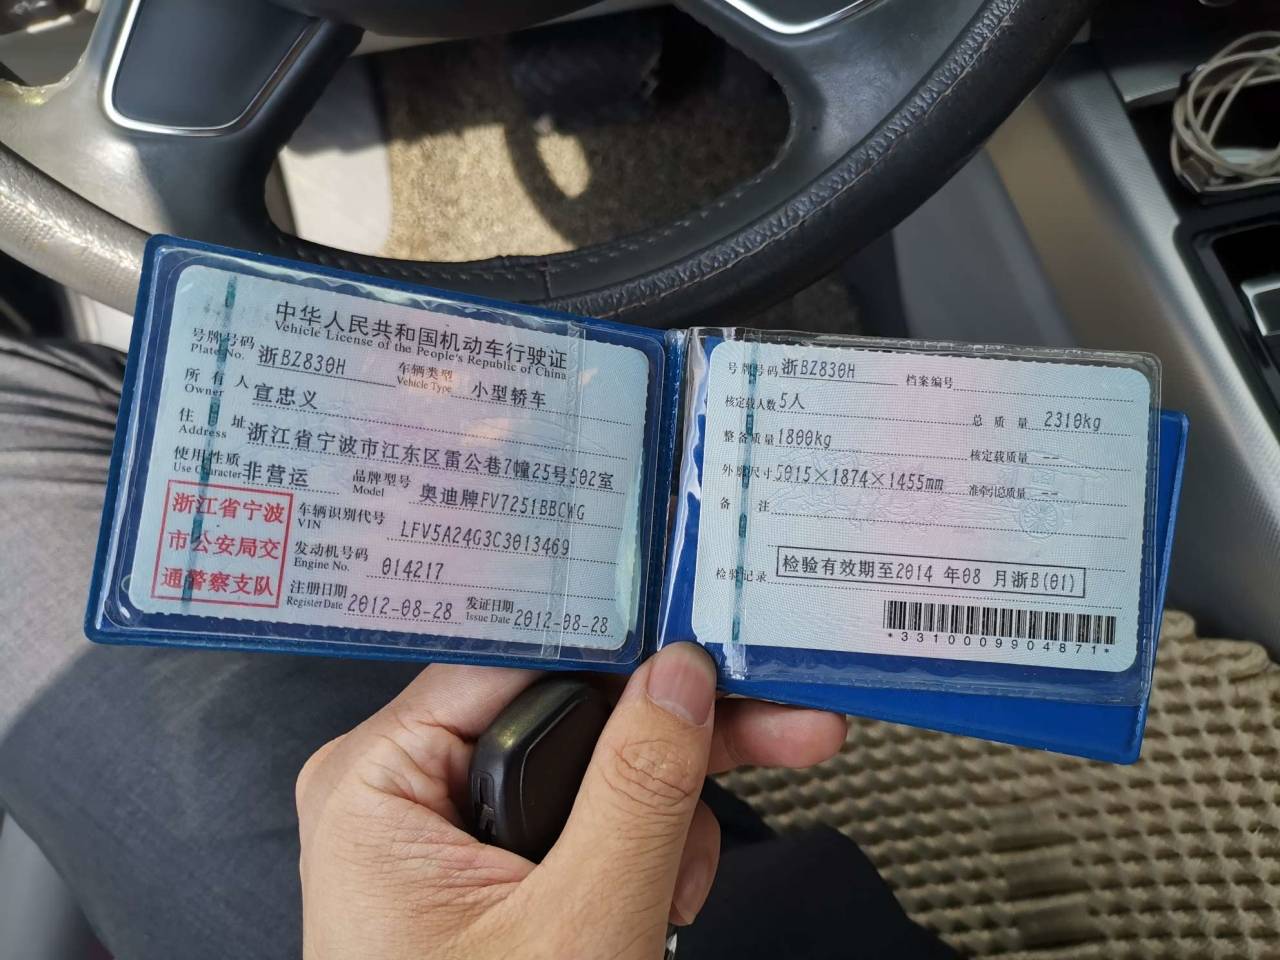 中华人民共和国机动车行驶证
Vehicle License of the People's Republic of China
号牌号码 浙BZ830H 车辆类型 小型轿车
Plate No. Vehicle Type
所有人 宣忠义
Owner
住址 浙江省宁波市江东区雷公巷7幢25号502室
Address
使用性质 非营运 品牌型号 奥迪牌FV7251BBCWG
Use Character Model
浙江省宁波
市公安局交
通警察支队
车辆识别代号 LFV5A24G3C3013469
VIN
发动机号码 014217
Engine No.
注册日期 2012-08-28 发证日期 2012-08-28
Register Date Issue Date
号牌号码 浙BZ830H 档案编号
核定载人数 5人 总质量 2310kg
整备质量 1800kg 核定载质量 --
外廓尺寸 5015×1874×1455mm 准牵引总质量 --
备注
检验记录 检验有效期至2014年08月浙B(01)
*3310009904871*